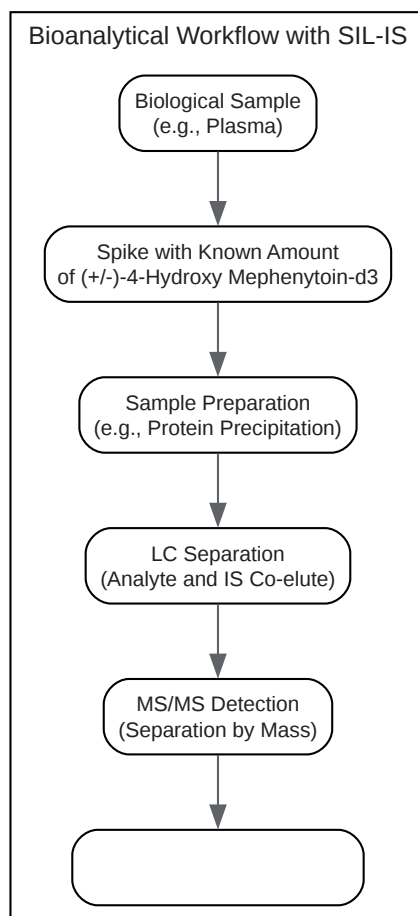 Bioanalytical Workflow with SIL-IS
Biological Sample
(e.g., Plasma)
Spike with Known Amount
of (+/-)-4-Hydroxy Mephenytoin-d3
Sample Preparation
(e.g., Protein Precipitation)
LC Separation
(Analyte and IS Co-elute)
MS/MS Detection
(Separation by Mass)